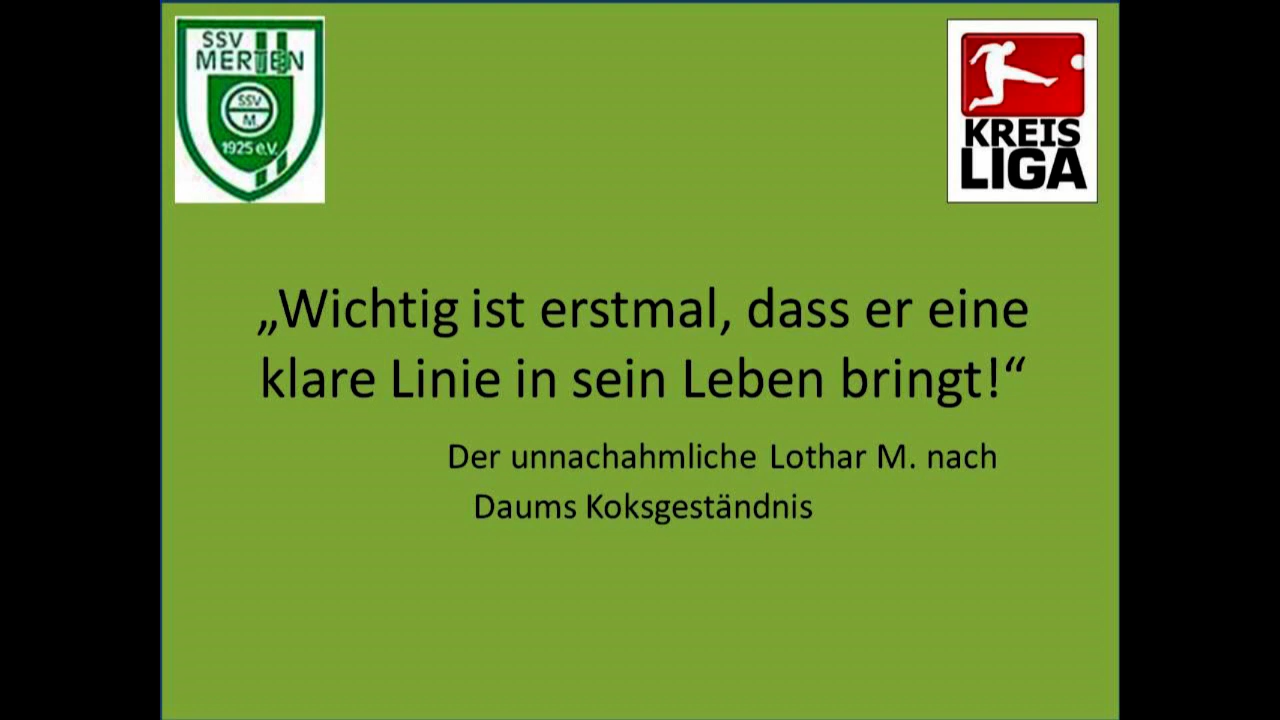 SSV
MERTEN
SSV
M.
1925 e.V.
KREIS
LIGA
„Wichtig ist erstmal, dass er eine
klare Linie in sein Leben bringt!“
Der unnachahmliche Lothar M. nach
Daums Koksgeständnis